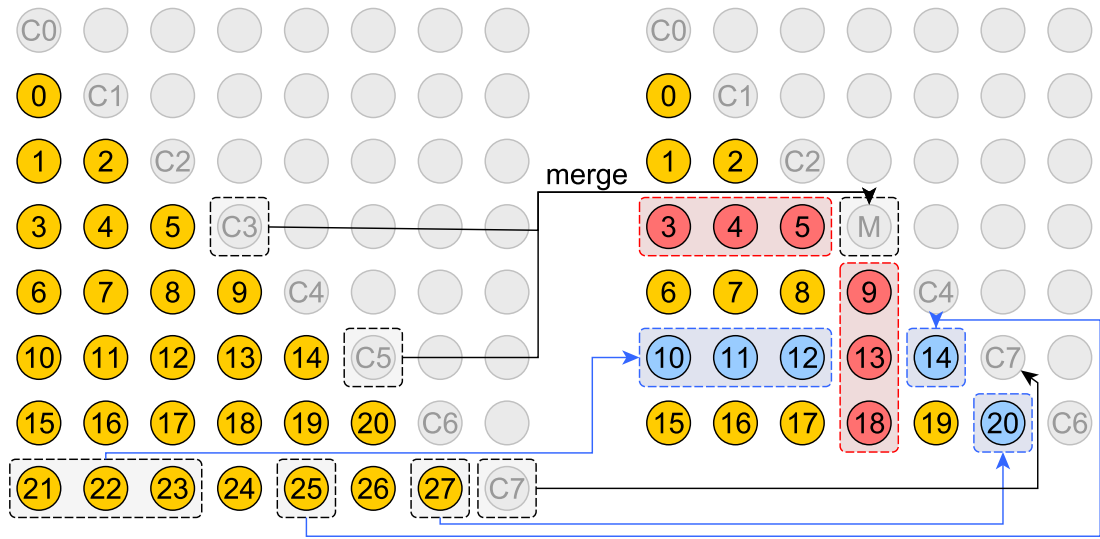 C0 C0
0 C1 0 C1
1 2 C2 1 2 C2
merge
3 4 5 C3 3 4 5 M
6 7 8 9 C4 6 7 8 9 C4
10 11 12 13 14 C5 10 11 12 13 14 C7
15 16 17 18 19 20 C6 15 16 17 18 19 20 C6
21 22 23 24 25 26 27 C7